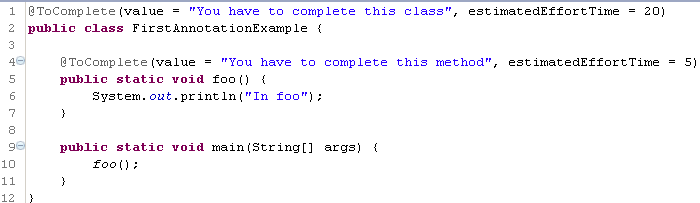 1 @ToComplete(value = "You have to complete this class", estimatedEffortTime = 20)
2 public class FirstAnnotationExample {
3
4 @ToComplete(value = "You have to complete this method", estimatedEffortTime = 5)
5 public static void foo() {
6 System.out.println("In foo");
7 }
8
9 public static void main(String[] args) {
10 foo();
11 }
12 }